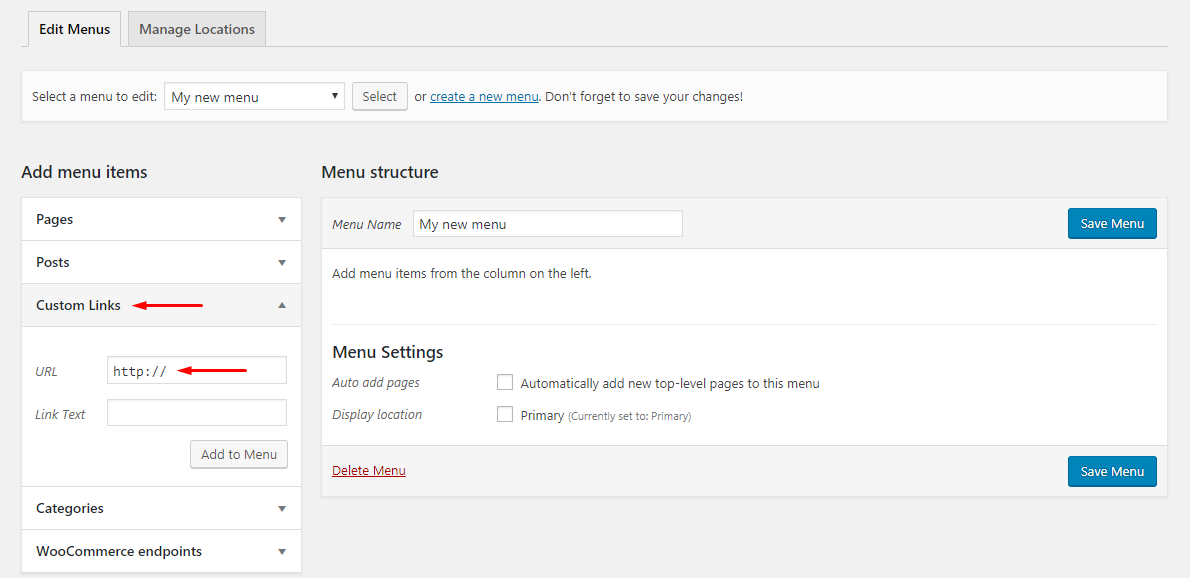 Edit Menus Manage Locations
Select a menu to edit: My new menu Select or create a new menu. Don't forget to save your changes!
Add menu items
Menu structure
Pages
Posts
Custom Links
URL http://
Link Text
Add to Menu
Categories
WooCommerce endpoints
Menu Name My new menu Save Menu
Add menu items from the column on the left.
Menu Settings
Auto add pages Automatically add new top-level pages to this menu
Display location Primary (Currently set to: Primary)
Delete Menu Save Menu